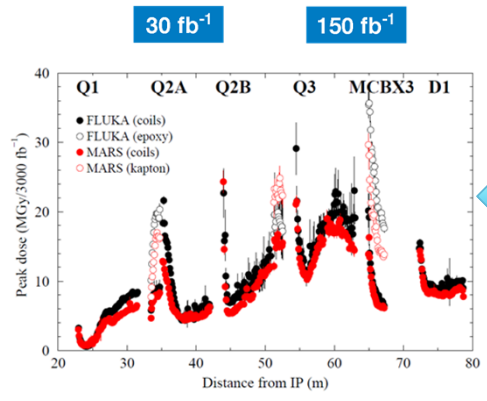 30 fb⁻¹ 150 fb⁻¹
Q1 Q2A Q2B Q3 MCBX3 D1
FLUKA (coils)
FLUKA (epoxy)
MARS (coils)
MARS (kapton)
Peak dose (MGy/3000 fb⁻¹)
40
30
20
10
0
20 30 40 50 60 70 80
Distance from IP (m)